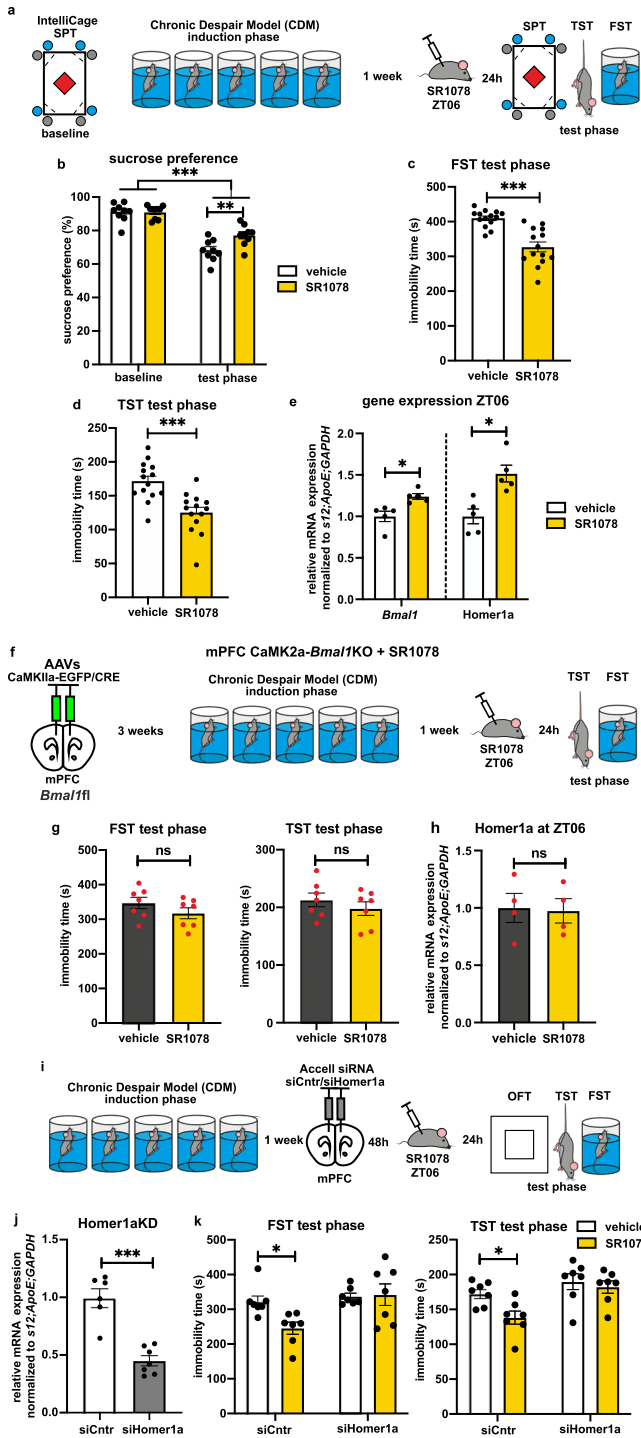 a
IntelliCage
SPT
baseline
Chronic Despair Model (CDM)
induction phase
1 week
SR1078
ZT06
24h
SPT
TST
FST
test phase
b
sucrose preference
***
**
sucrose preference (%)
100
80
60
40
20
0
baseline
test phase
vehicle
SR1078
c
FST test phase
***
immobility time (s)
500
400
300
200
100
0
vehicle
SR1078
d
TST test phase
***
immobility time (s)
250
200
150
100
50
0
vehicle
SR1078
e
gene expression ZT06
*
*
relative mRNA expression
normalized to s12;ApoE;GAPDH
2.0
1.5
1.0
0.5
0.0
Bmal1
Homer1a
vehicle
SR1078
f
mPFC CaMK2a-Bmal1KO + SR1078
AAVs
CaMKIIa-EGFP/CRE
mPFC
Bmal1fl
3 weeks
Chronic Despair Model (CDM)
induction phase
1 week
SR1078
ZT06
24h
TST
FST
test phase
g
FST test phase
ns
immobility time (s)
500
400
300
200
100
0
vehicle
SR1078
TST test phase
ns
immobility time (s)
300
200
100
0
vehicle
SR1078
h
Homer1a at ZT06
ns
relative mRNA expression
normalized to s12;ApoE;GAPDH
1.5
1.0
0.5
0.0
vehicle
SR1078
i
Chronic Despair Model (CDM)
induction phase
1 week
Accell siRNA
siCntr/siHomer1a
mPFC
48h
SR1078
ZT06
24h
OFT
TST
FST
test phase
j
Homer1aKD
***
relative mRNA expression
normalized to s12;ApoE;GAPDH
1.5
1.0
0.5
0.0
siCntr
siHomer1a
k
FST test phase
*
immobility time (s)
500
400
300
200
100
0
siCntr
siHomer1a
TST test phase
*
immobility time (s)
250
200
150
100
50
0
siCntr
siHomer1a
vehicle
SR107